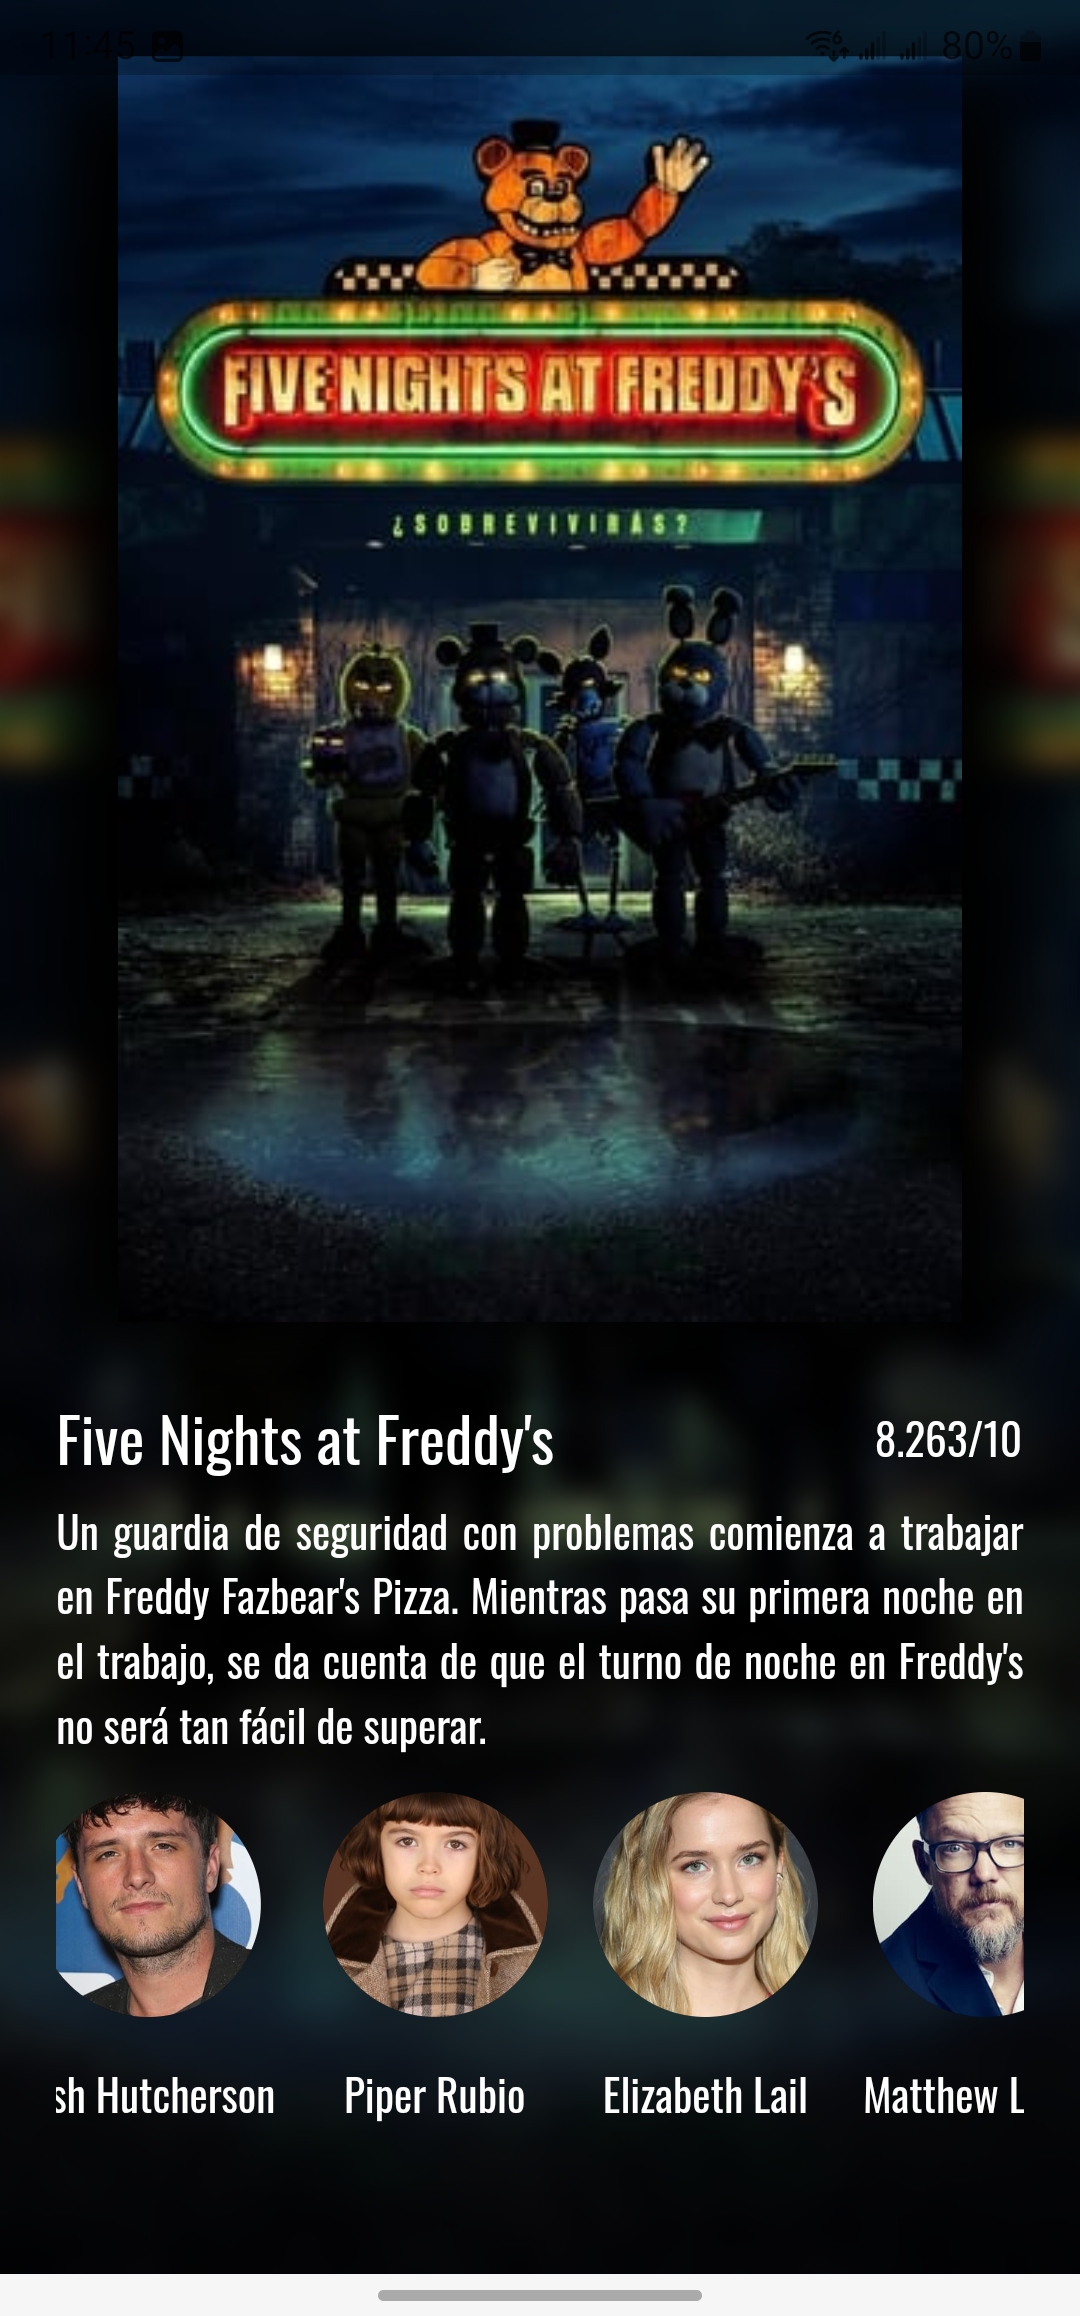 11:45 80%
FIVE NIGHTS AT FREDDY'S
¿SOBREVIVIRÁS?
Five Nights at Freddy's 8.263/10
Un guardia de seguridad con problemas comienza a trabajar
en Freddy Fazbear's Pizza. Mientras pasa su primera noche en
el trabajo, se da cuenta de que el turno de noche en Freddy's
no será tan fácil de superar.
sh Hutcherson Piper Rubio Elizabeth Lail Matthew L